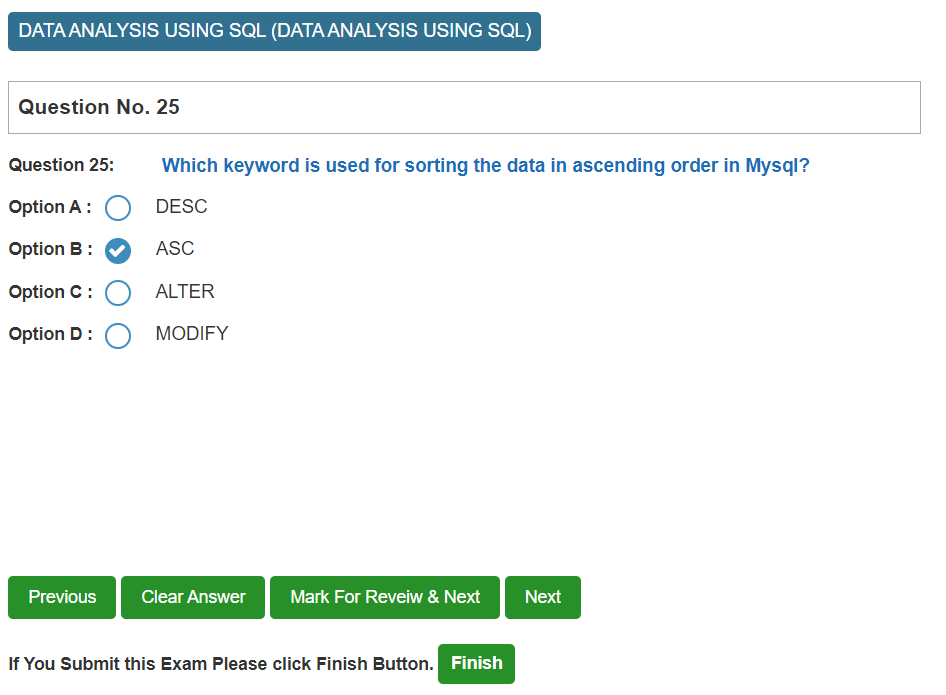 DATA ANALYSIS USING SQL (DATA ANALYSIS USING SQL)
Question No. 25
Question 25: Which keyword is used for sorting the data in ascending order in Mysql?
Option A : DESC
Option B : ASC
Option C : ALTER
Option D : MODIFY
Previous Clear Answer Mark For Reveiw & Next Next
If You Submit this Exam Please click Finish Button. Finish